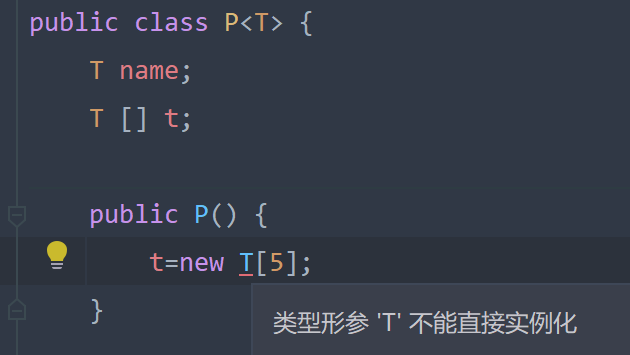 public class P<T> {
T name;
T [] t;
public P() {
t=new T[5];
}
类型形参 'T' 不能直接实例化